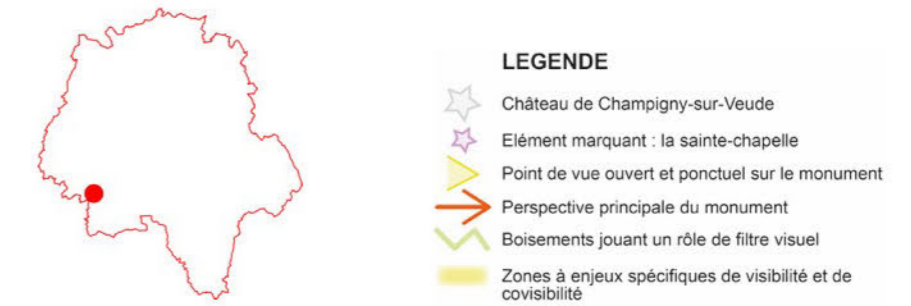 LEGENDE
Château de Champigny-sur-Veude
Elément marquant : la sainte-chapelle
Point de vue ouvert et ponctuel sur le monument
Perspective principale du monument
Boisements jouant un rôle de filtre visuel
Zones à enjeux spécifiques de visibilité et de
covisibilité